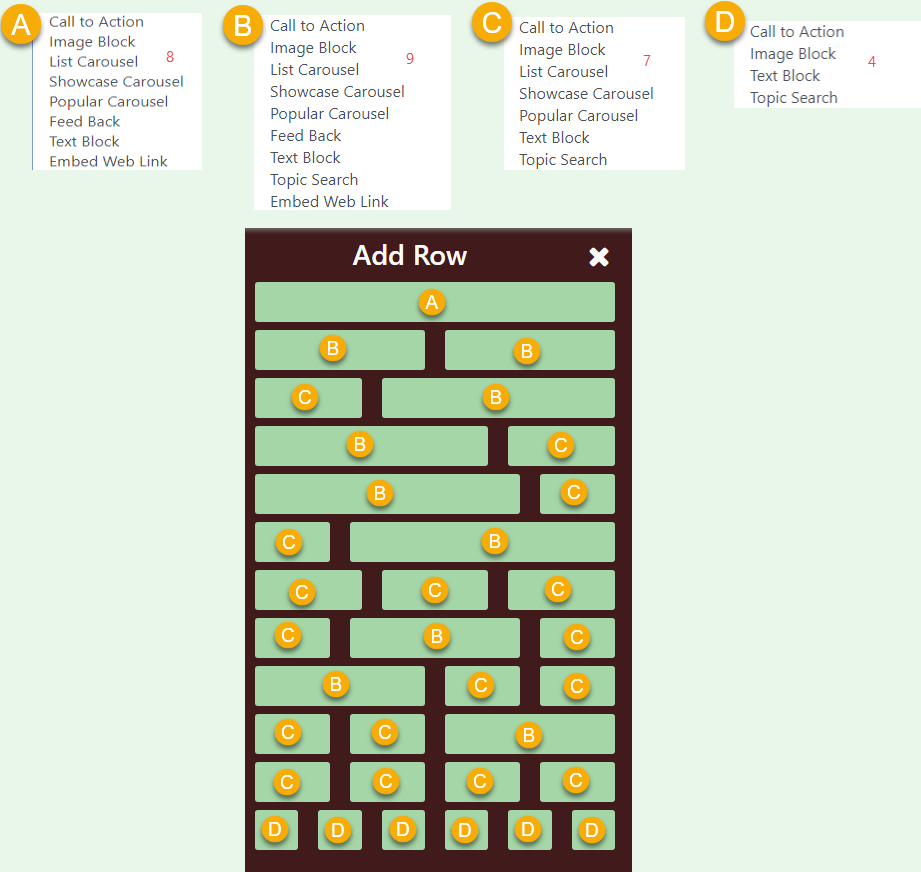 A
Call to Action
Image Block
List Carousel
Showcase Carousel
Popular Carousel
Feed Back
Text Block
Embed Web Link
8
B
Call to Action
Image Block
List Carousel
Showcase Carousel
Popular Carousel
Feed Back
Text Block
Topic Search
Embed Web Link
9
C
Call to Action
Image Block
List Carousel
Showcase Carousel
Popular Carousel
Text Block
Topic Search
7
D
Call to Action
Image Block
Text Block
Topic Search
4
Add Row
A
B B
C B
B C
B C
C B
C C C
C B C
B C C
C C B
C C C C
D D D D D D